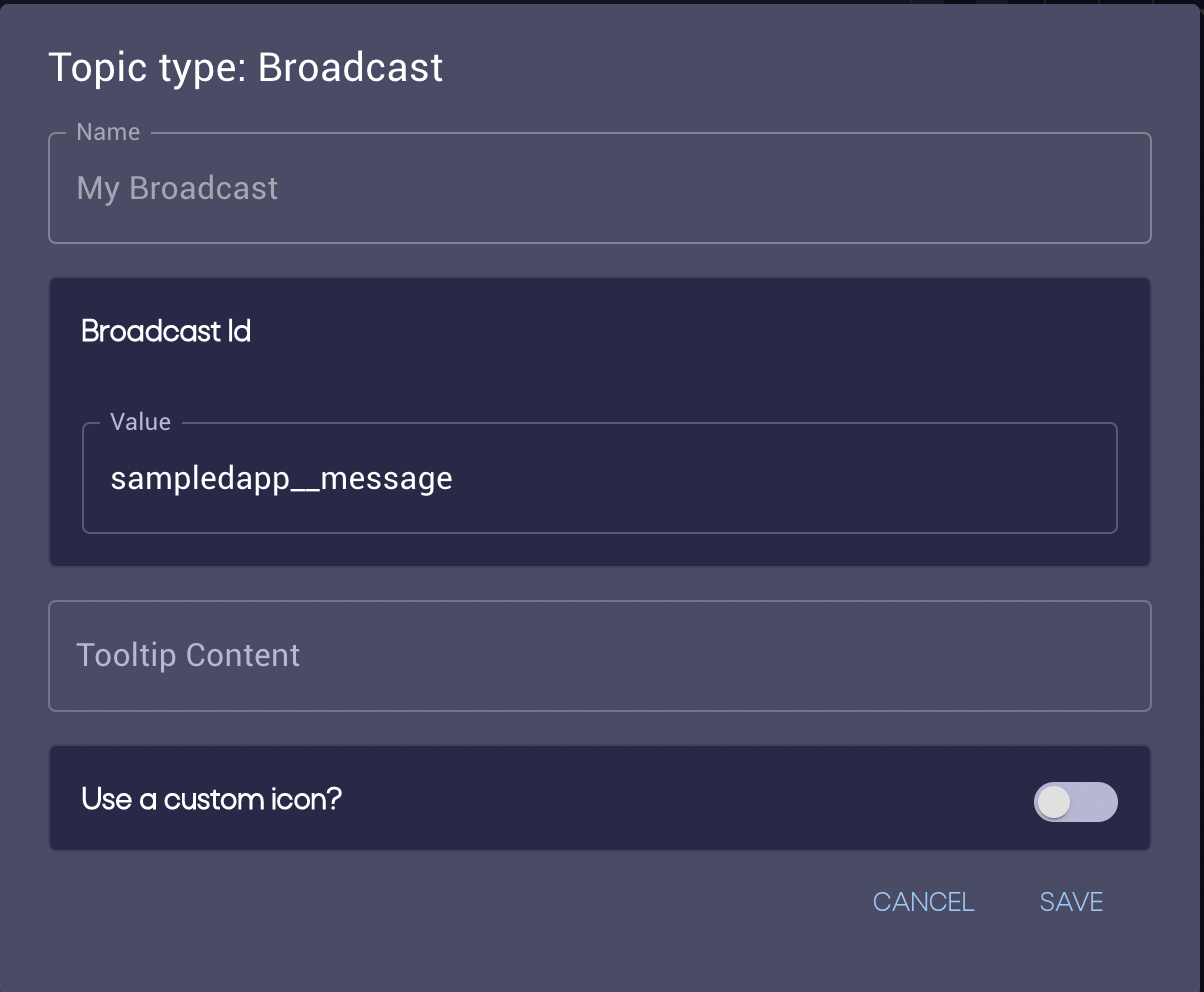 Topic type: Broadcast
Name
My Broadcast
Broadcast Id
Value
sampledapp__message
Tooltip Content
Use a custom icon?
CANCEL SAVE